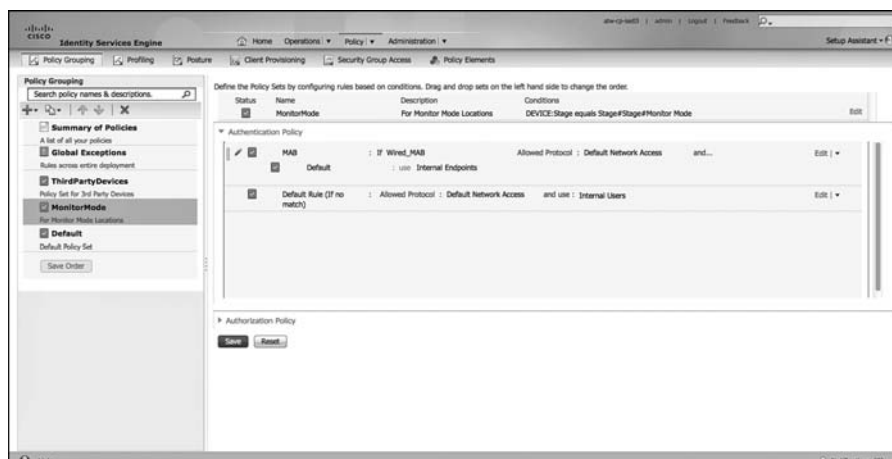 atw-cp-ise03 | admin | Logout | Feedback
CISCO Identity Services Engine
Home Operations Policy Administration
Setup Assistant
Policy Grouping Profiling Posture Client Provisioning Security Group Access Policy Elements
Policy Grouping
Search policy names & descriptions.
Summary of Policies
A list of all your policies
Global Exceptions
Rules across entire deployment
ThirdPartyDevices
Policy Set for 3rd Party Devices
MonitorMode
For Monitor Mode Locations
Default
Default Policy Set
Save Order
Define the Policy Sets by configuring rules based on conditions. Drag and drop sets on the left hand side to change the order.
Status Name Description Conditions
MonitorMode For Monitor Mode Locations DEVICE:Stage equals Stage#Stage#Monitor Mode Edit
Authentication Policy
MAB : If Wired_MAB Allowed Protocol : Default Network Access and... Edit |
Default : use Internal Endpoints
Default Rule (If no match) : Allowed Protocol : Default Network Access and use : Internal Users Edit |
Authorization Policy
Save Reset